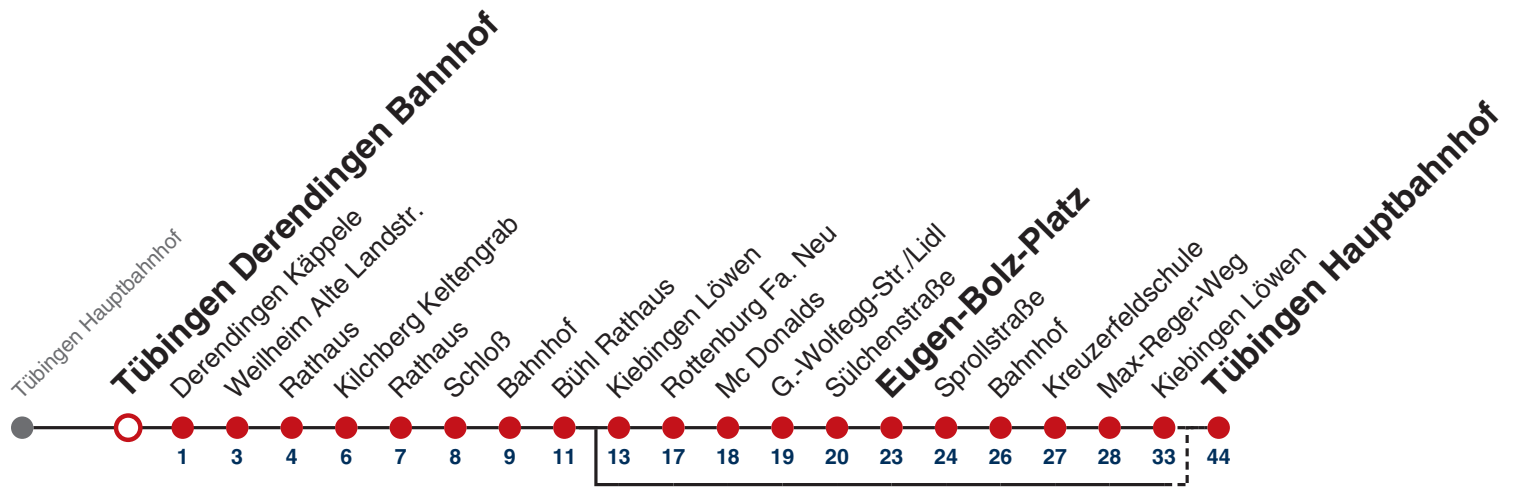 Tübingen Hauptbahnhof
Tübingen Derendingen Bahnhof
Derendingen Käppele
Weilheim Alte Landstr.
Rathaus
Kilchberg Keltengrab
Rathaus
Schloß
Bahnhof
Bühl Rathaus
Kiebingen Löwen
Rottenburg Fa. Neu
Mc Donalds
G.-Wolfegg-Str./Lidl
Sülchenstraße
Eugen-Bolz-Platz
Sprollstraße
Bahnhof
Kreuzerfeldschule
Max-Reger-Weg
Kiebingen Löwen
Tübingen Hauptbahnhof
1 3 4 6 7 8 9 11 13 17 18 19 20 23 24 26 27 28 33 44